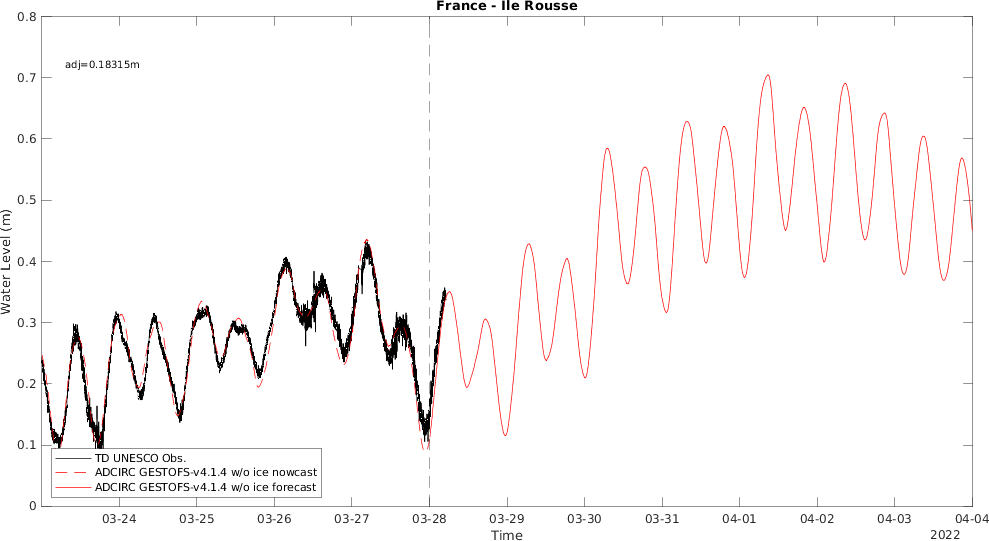 France - Ile Rousse
adj=0.18315m
Water Level (m)
0.8
0.7
0.6
0.5
0.4
0.3
0.2
0.1
0
TD UNESCO Obs.
ADCIRC GESTOFS-v4.1.4 w/o ice nowcast
ADCIRC GESTOFS-v4.1.4 w/o ice forecast
03-24 03-25 03-26 03-27 03-28 03-29 03-30 03-31 04-01 04-02 04-03 04-04
Time
2022